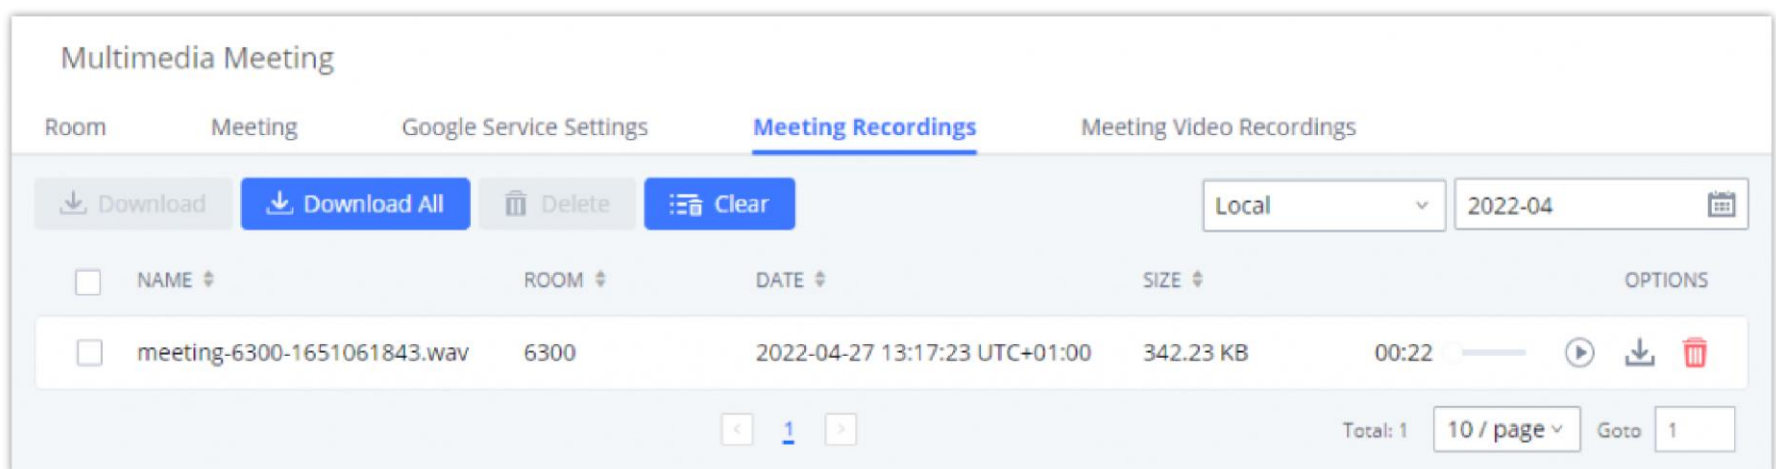 Multimedia Meeting
Room Meeting Google Service Settings Meeting Recordings Meeting Video Recordings
Download Download All Delete Clear Local 2022-04
NAME ROOM DATE SIZE OPTIONS
meeting-6300-1651061843.wav 6300 2022-04-27 13:17:23 UTC+01:00 342.23 KB 00:22
< 1 > Total: 1 10 / page Goto 1